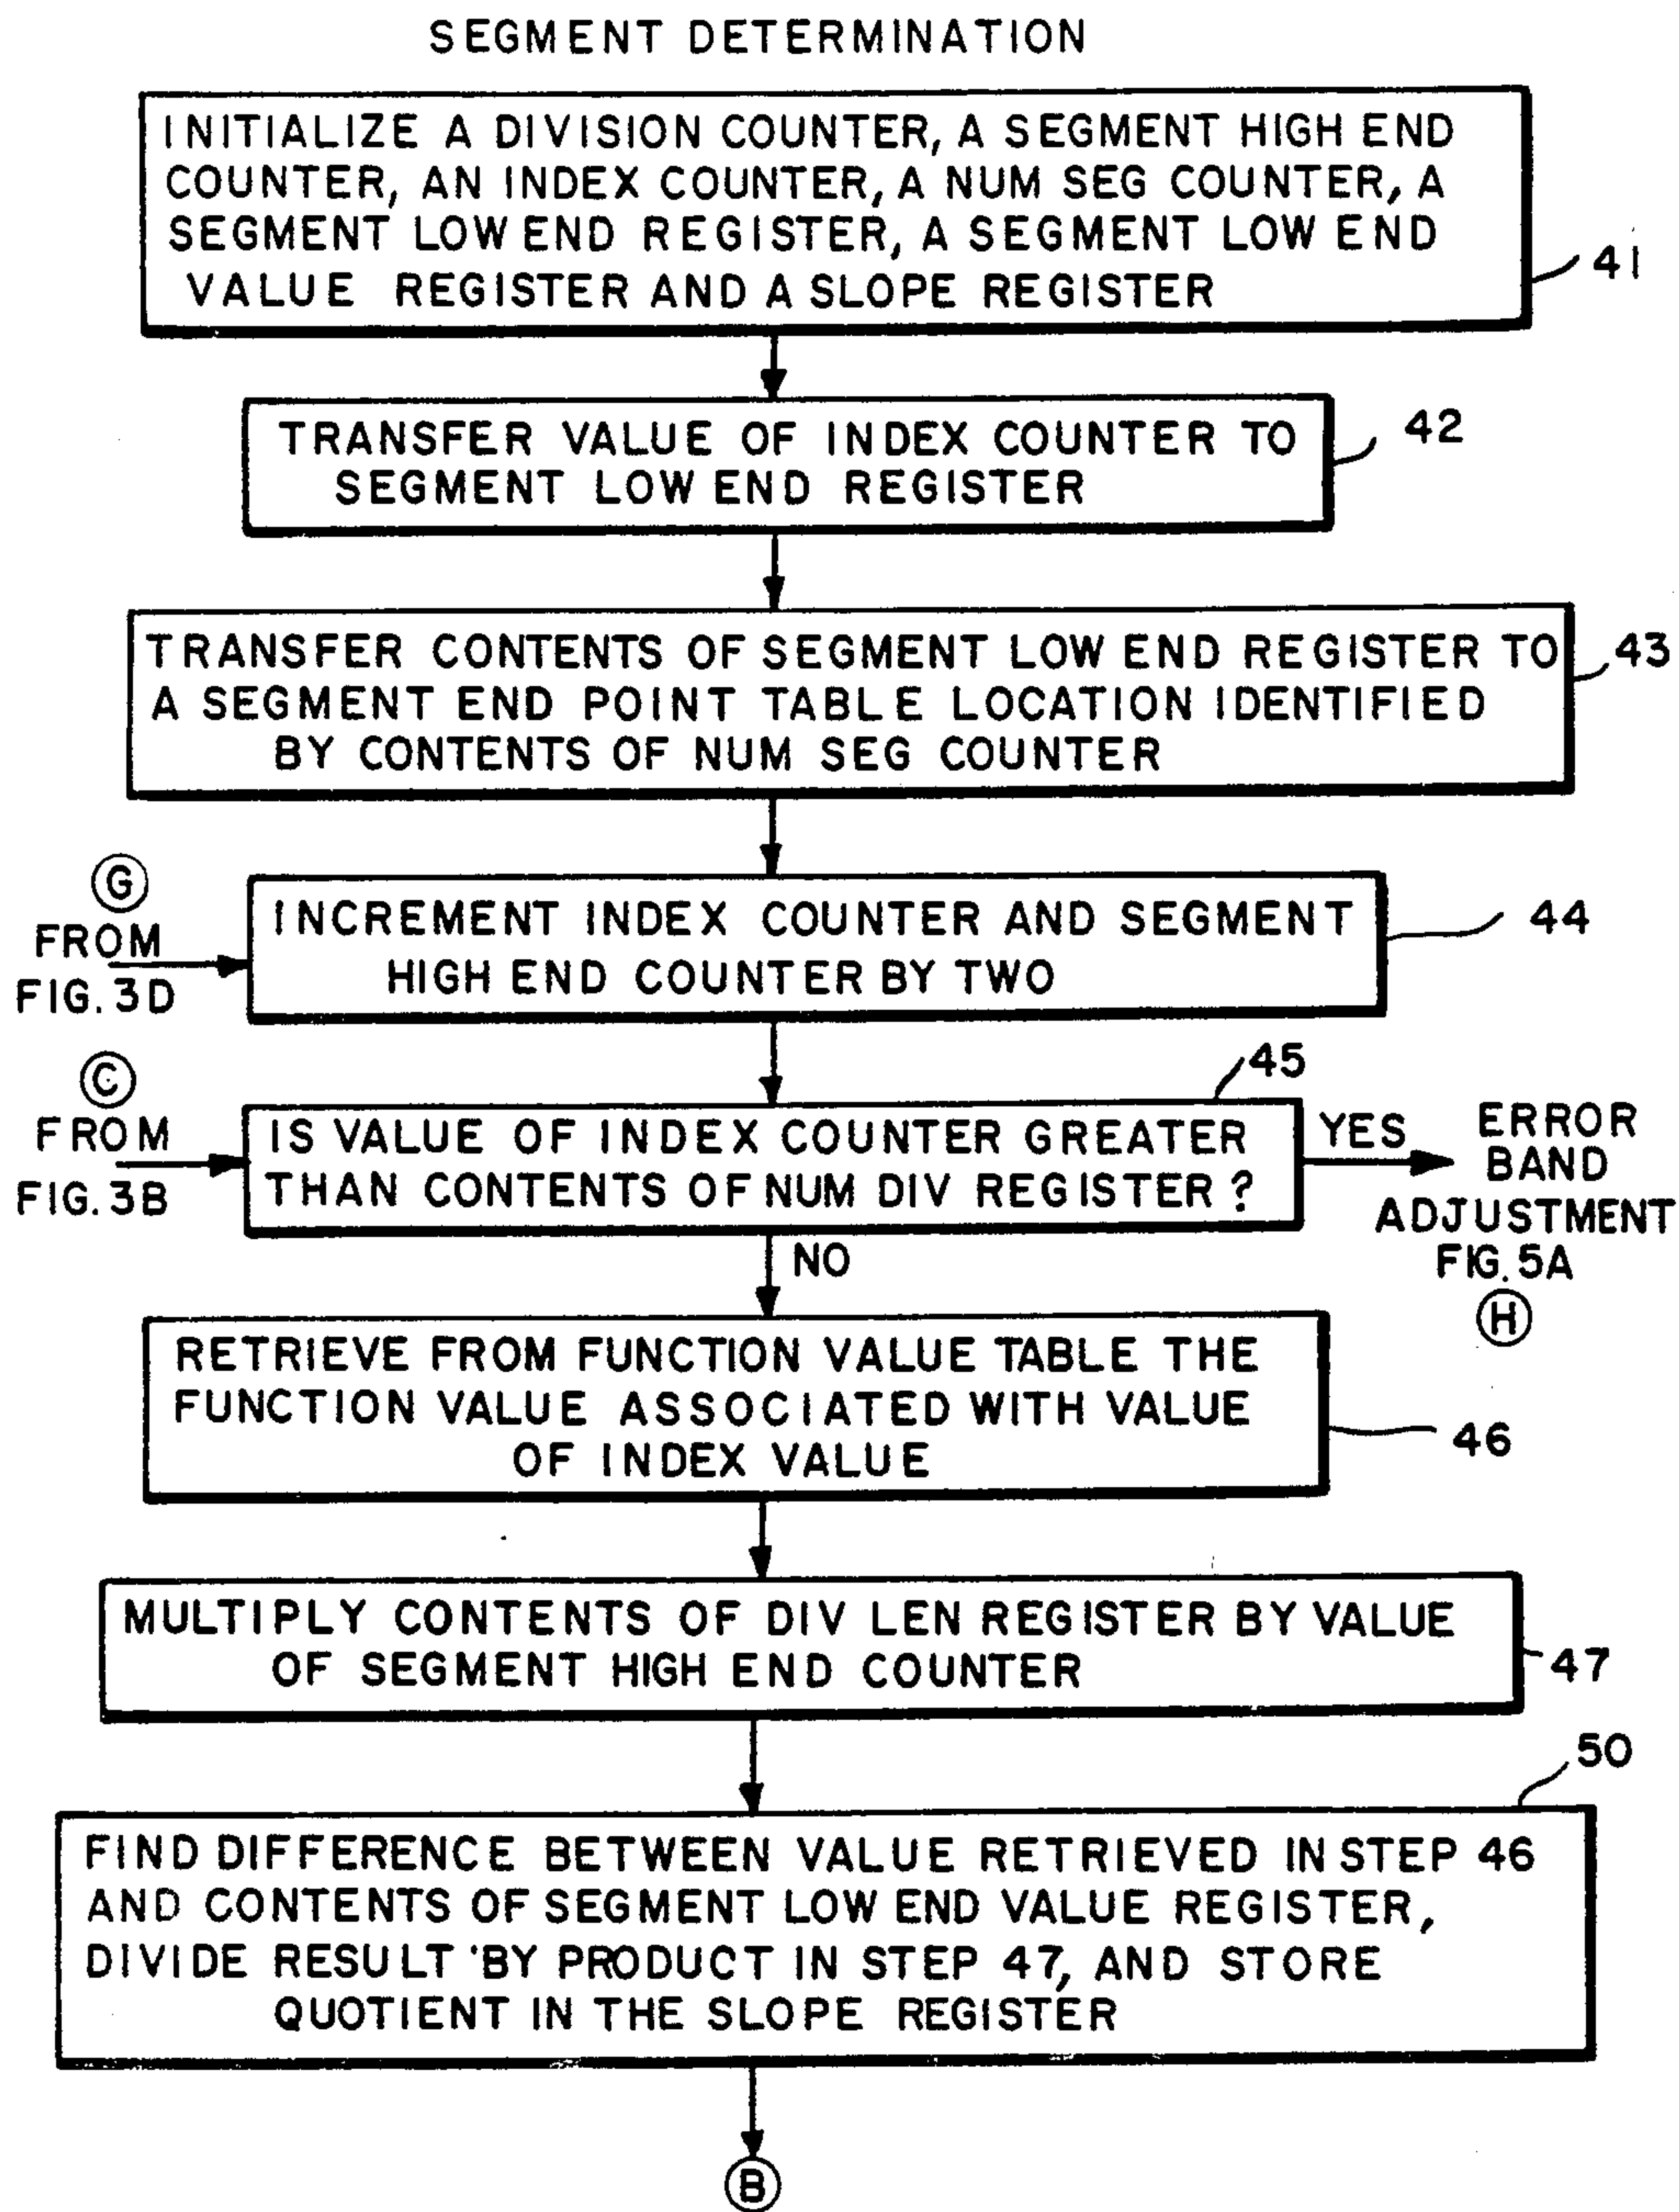 SEGMENT DETERMINATION
INITIALIZE A DIVISION COUNTER, A SEGMENT HIGH END
COUNTER, AN INDEX COUNTER, A NUM SEG COUNTER, A
SEGMENT LOW END REGISTER, A SEGMENT LOW END
VALUE REGISTER AND A SLOPE REGISTER
41
TRANSFER VALUE OF INDEX COUNTER TO
SEGMENT LOW END REGISTER
42
TRANSFER CONTENTS OF SEGMENT LOW END REGISTER TO
A SEGMENT END POINT TABLE LOCATION IDENTIFIED
BY CONTENTS OF NUM SEG COUNTER
43
G
FROM
FIG. 3D
INCREMENT INDEX COUNTER AND SEGMENT
HIGH END COUNTER BY TWO
44
C
FROM
FIG. 3B
45
IS VALUE OF INDEX COUNTER GREATER
THAN CONTENTS OF NUM DIV REGISTER ?
YES
ERROR
BAND
ADJUSTMENT
FIG. 5A
H
NO
RETRIEVE FROM FUNCTION VALUE TABLE THE
FUNCTION VALUE ASSOCIATED WITH VALUE
OF INDEX VALUE
46
MULTIPLY CONTENTS OF DIV LEN REGISTER BY VALUE
OF SEGMENT HIGH END COUNTER
47
50
FIND DIFFERENCE BETWEEN VALUE RETRIEVED IN STEP 46
AND CONTENTS OF SEGMENT LOW END VALUE REGISTER,
DIVIDE RESULT BY PRODUCT IN STEP 47, AND STORE
QUOTIENT IN THE SLOPE REGISTER
B